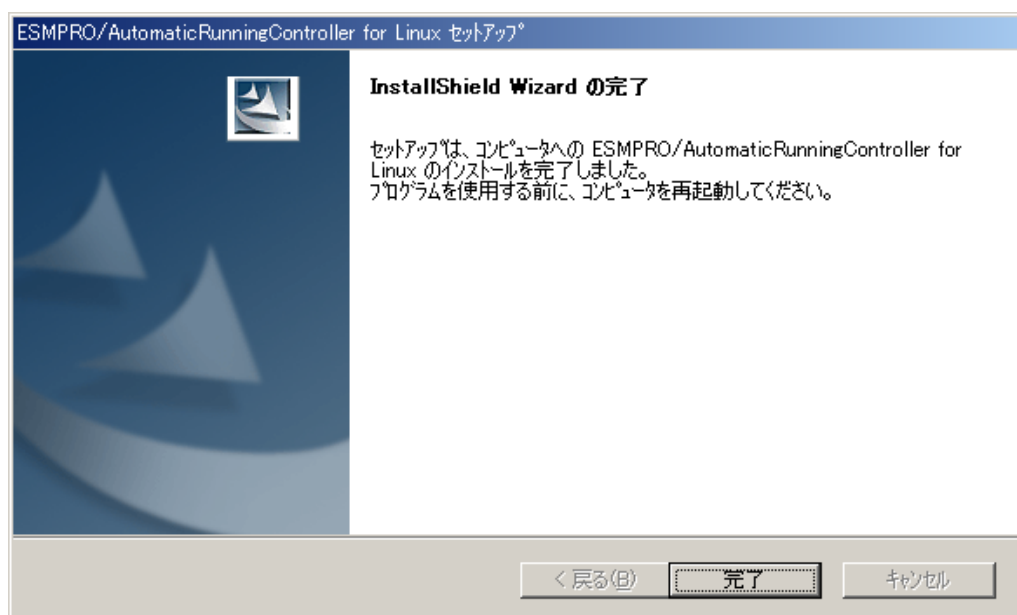 ESMPRO/AutomaticRunningController for Linux ｾｯﾄｱｯﾌﾟ
InstallShield Wizard の完了
ｾｯﾄｱｯﾌﾟは、ｺﾝﾋﾟｭｰﾀへの ESMPRO/AutomaticRunningController for
Linux のｲﾝｽﾄｰﾙを完了しました。
ﾌﾟﾛｸﾞﾗﾑを使用する前に、ｺﾝﾋﾟｭｰﾀを再起動してください。
< 戻る(B)
完了
ｷｬﾝｾﾙ